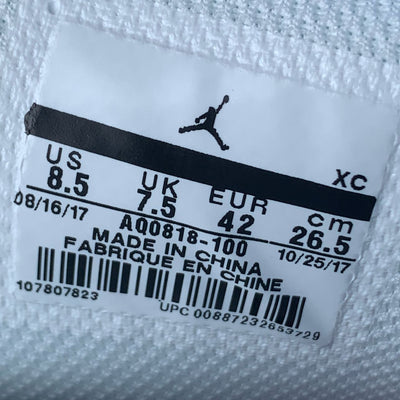 XC
US UK EUR cm
8.5 7.5 42 26.5
08/16/17 AQ0818-100 10/25/17
MADE IN CHINA
FABRIQUE EN CHINE
107807823 UPC 00887232653729